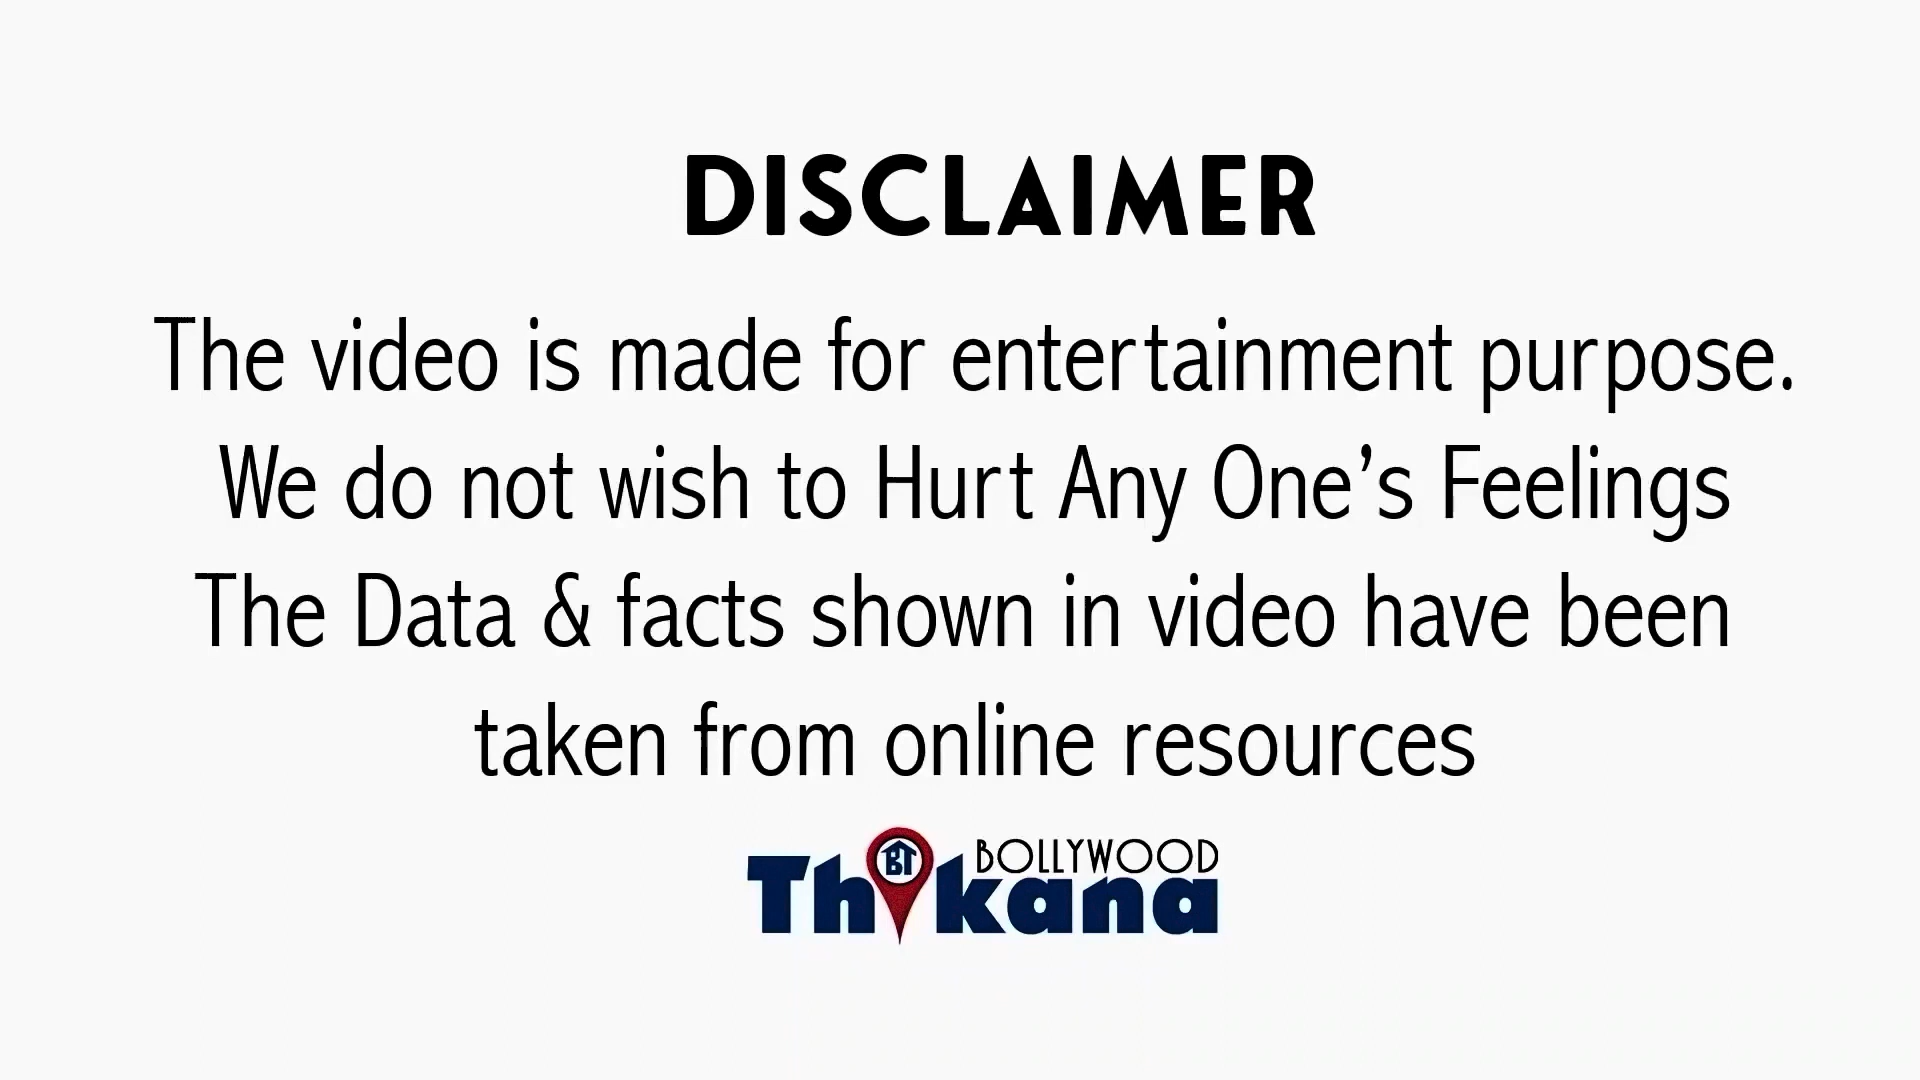 DISCLAIMER
The video is made for entertainment purpose.
We do not wish to Hurt Any One’s Feelings
The Data & facts shown in video have been
taken from online resources
BOLLYWOOD
BT
Thikana